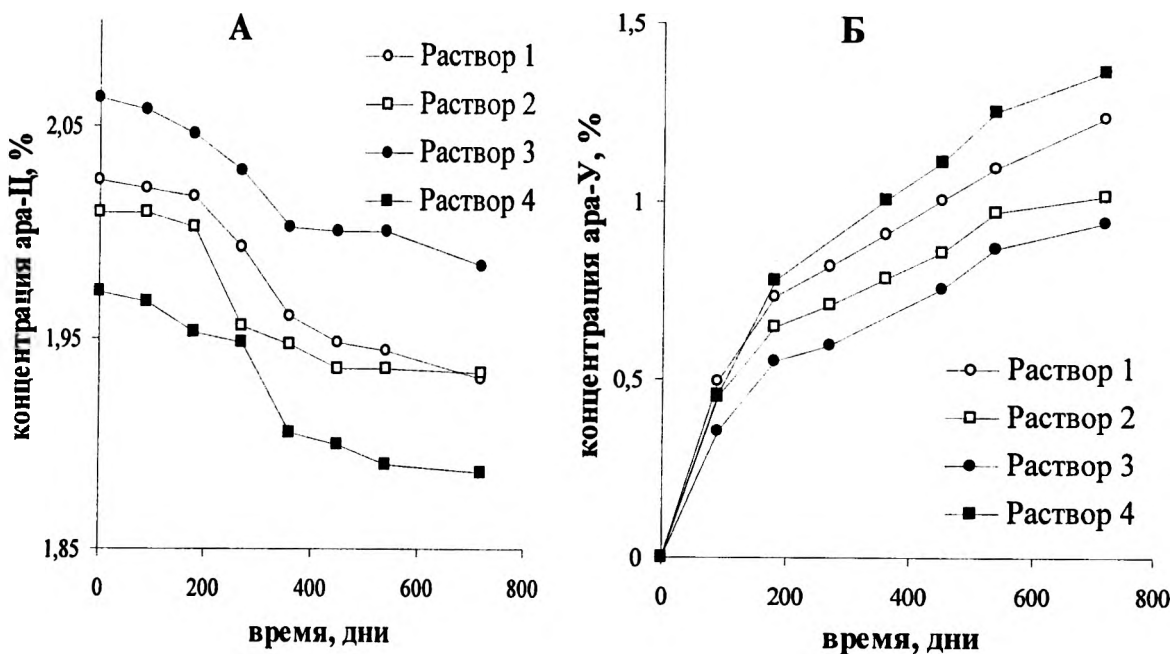 А
Раствор 1
Раствор 2
Раствор 3
Раствор 4
концентрация ара-Ц, %
2,05
1,95
1,85
0
200
400
600
800
время, дни
Б
концентрация ара-У, %
1,5
1
0,5
0
Раствор 1
Раствор 2
Раствор 3
Раствор 4
0
200
400
600
800
время, дни